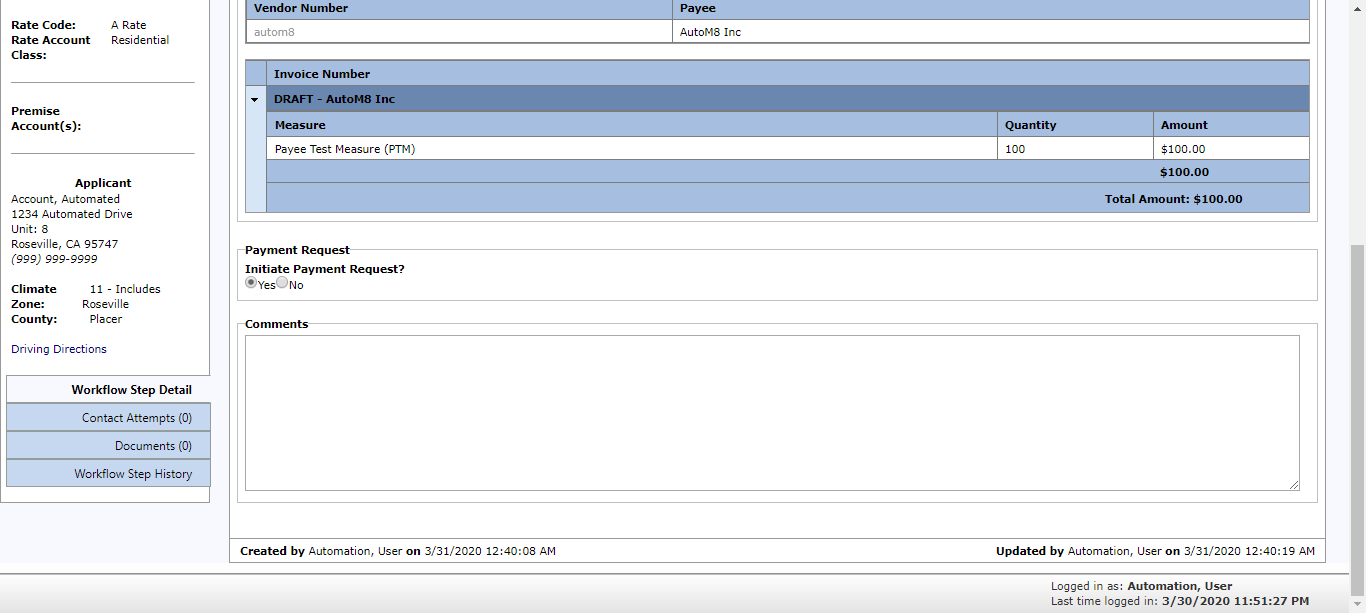 Rate Code: A Rate
Rate Account Residential
Class:
Premise
Account(s):
Applicant
Account, Automated
1234 Automated Drive
Unit: 8
Roseville, CA 95747
(999) 999-9999
Climate 11 - Includes
Zone: Roseville
County: Placer
Driving Directions
Workflow Step Detail
Contact Attempts (0)
Documents (0)
Workflow Step History
Vendor Number Payee
autom8 AutoM8 Inc
Invoice Number
DRAFT - AutoM8 Inc
Measure Quantity Amount
Payee Test Measure (PTM) 100 $100.00
$100.00
Total Amount: $100.00
Payment Request
Initiate Payment Request?
Yes No
Comments
Created by Automation, User on 3/31/2020 12:40:08 AM Updated by Automation, User on 3/31/2020 12:40:19 AM
Logged in as: Automation, User
Last time logged in: 3/30/2020 11:51:27 PM